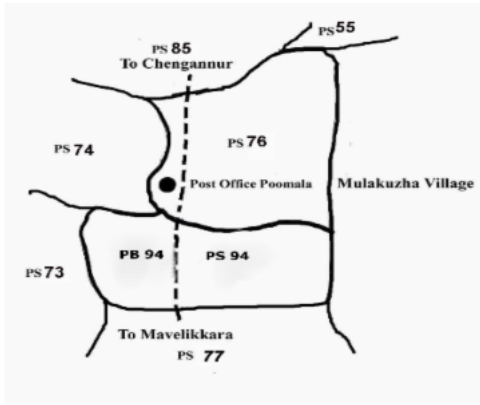 PS 55
PS 85
To Chengannur
PS 74
PS 76
Post Office Poomala
Mulakuzha Village
PB 94
PS 94
PS 73
To Mavelikkara
PS 77